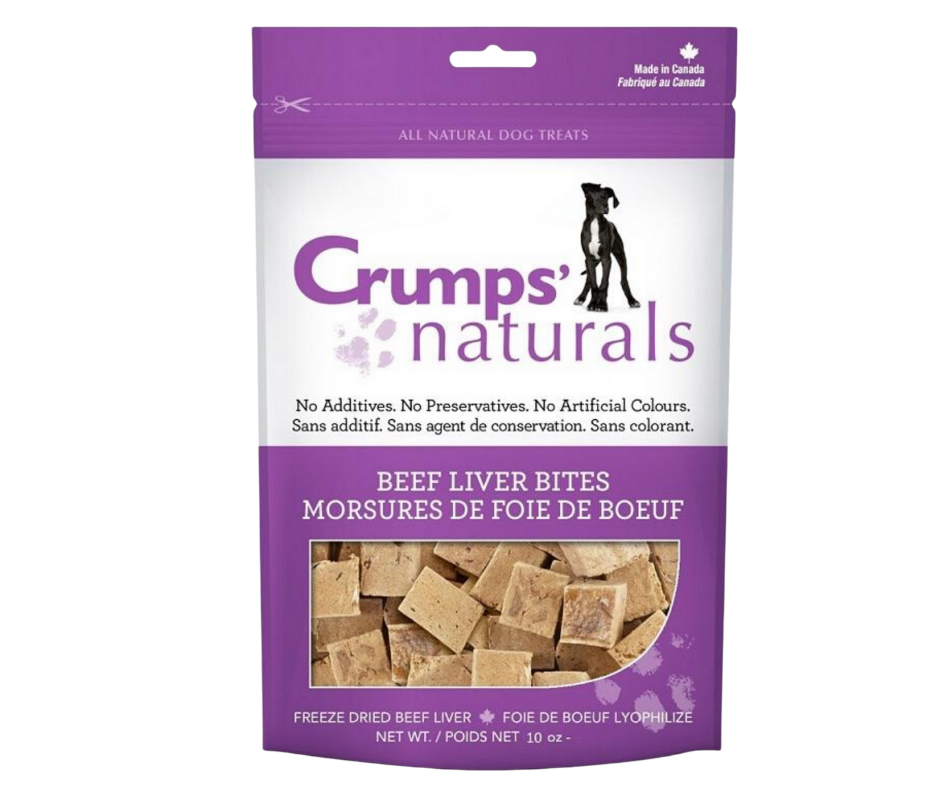 Made in Canada
Fabriqué au Canada
ALL NATURAL DOG TREATS
Crumps'
naturals
No Additives. No Preservatives. No Artificial Colours.
Sans additif. Sans agent de conservation. Sans colorant.
BEEF LIVER BITES
MORSURES DE FOIE DE BOEUF
FREEZE DRIED BEEF LIVER FOIE DE BOEUF LYOPHILIZE
NET WT. / POIDS NET 10 oz -